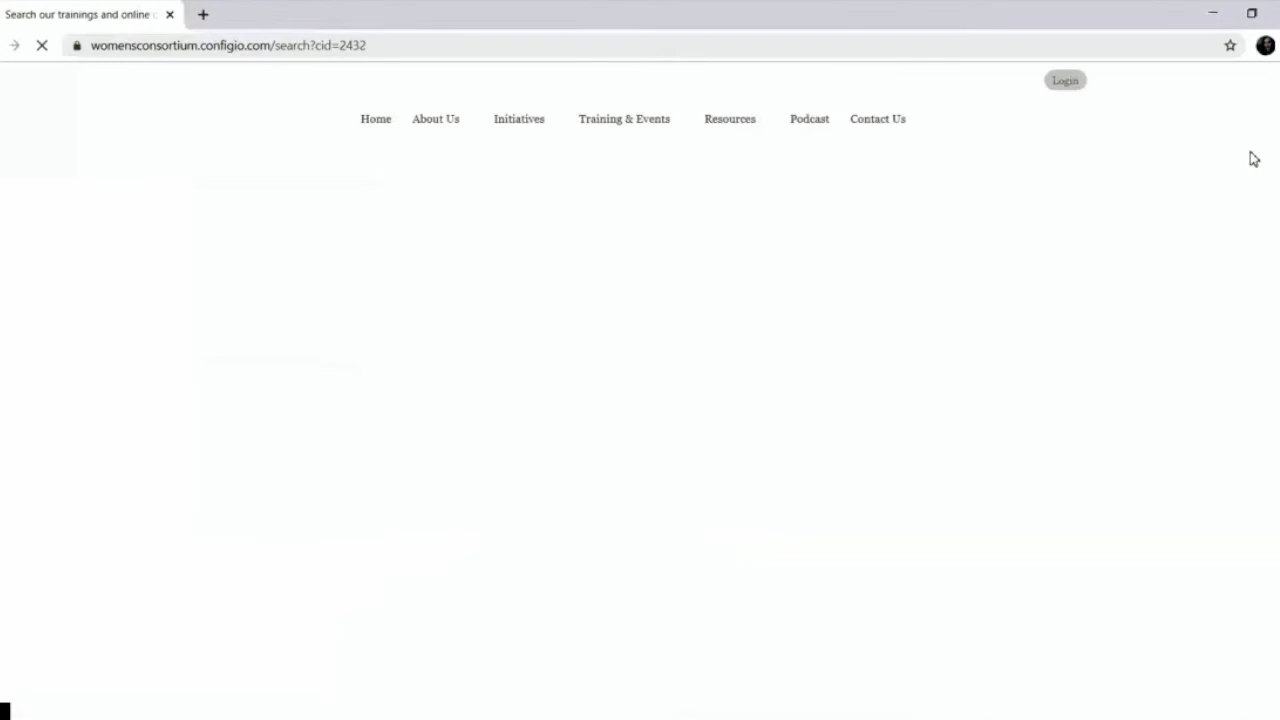 Search our trainings and online
womensconsortium.configio.com/search?cid=2432
Login
Home About Us Initiatives Training & Events Resources Podcast Contact Us